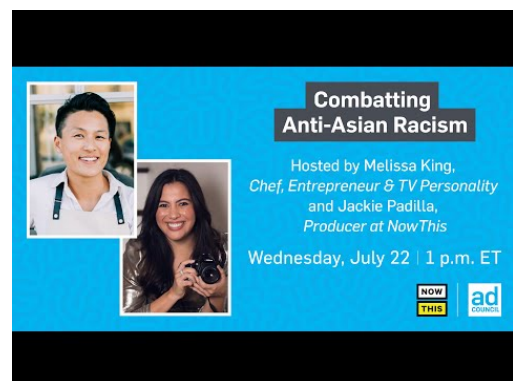 Combatting
Anti-Asian Racism
Hosted by Melissa King,
Chef, Entrepreneur & TV Personality
and Jackie Padilla,
Producer at NowThis
Wednesday, July 22 | 1 p.m. ET
NOW
THIS
ad
COUNCIL